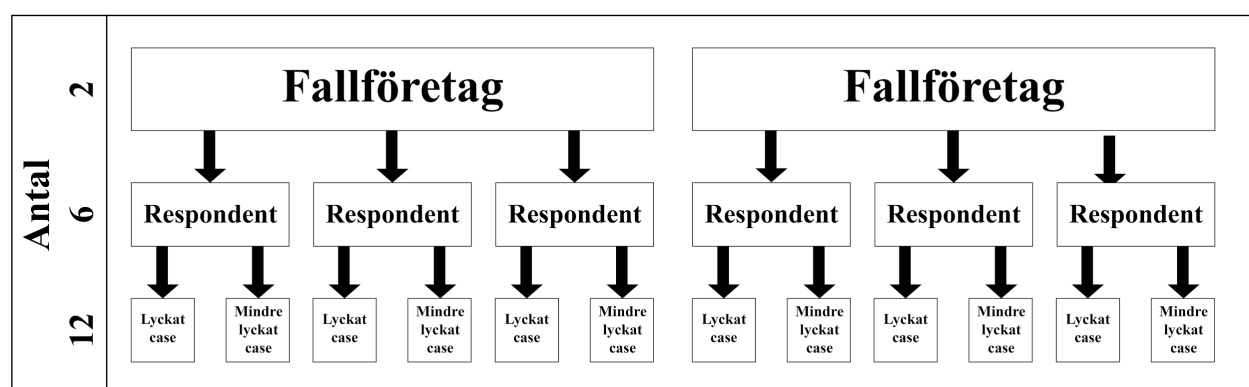 Antal
2
Fallföretag
Fallföretag
6
Respondent
Respondent
Respondent
Respondent
Respondent
Respondent
12
Lyckat
case
Mindre
lyckat
case
Lyckat
case
Mindre
lyckat
case
Lyckat
case
Mindre
lyckat
case
Lyckat
case
Mindre
lyckat
case
Lyckat
case
Mindre
lyckat
case
Lyckat
case
Mindre
lyckat
case